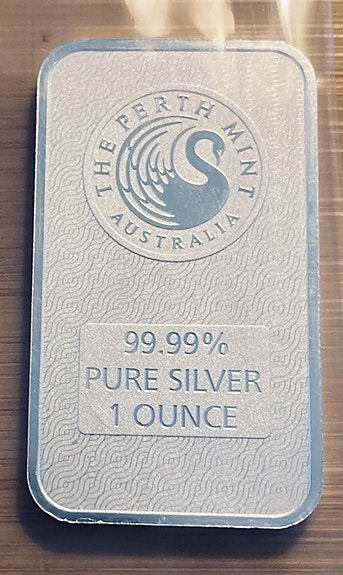 THE PERTH MINT
AUSTRALIA
99.99%
PURE SILVER
1 OUNCE